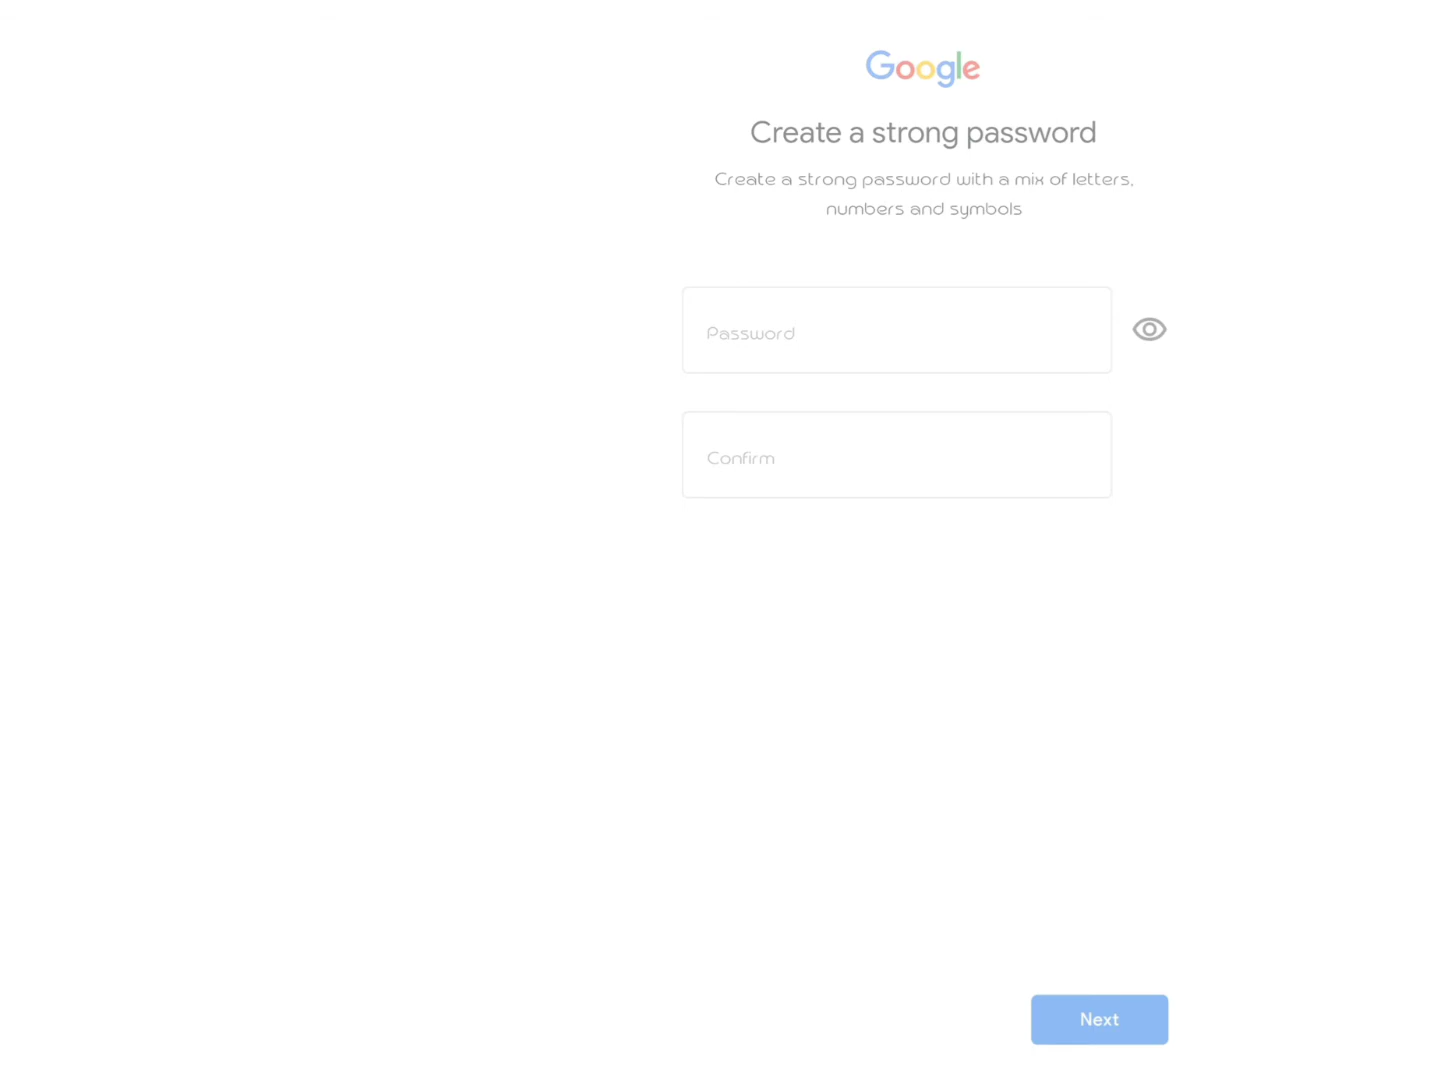 Google
Create a strong password
Create a strong password with a mix of letters,
numbers and symbols
Password
Confirm
Next